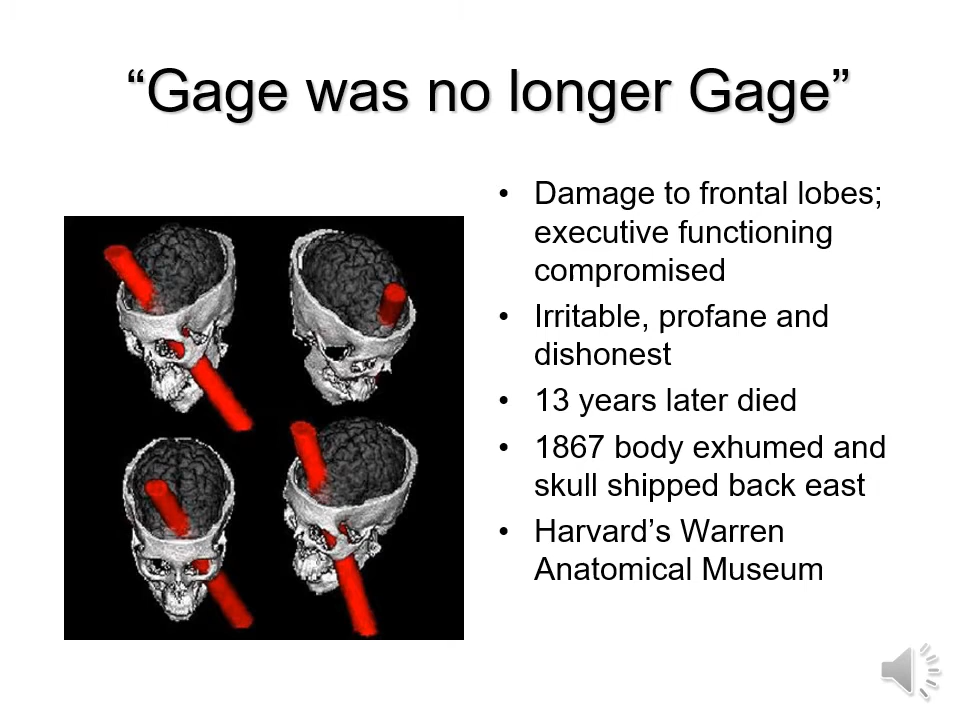 “Gage was no longer Gage”
• Damage to frontal lobes;
executive functioning
compromised
• Irritable, profane and
dishonest
• 13 years later died
• 1867 body exhumed and
skull shipped back east
• Harvard’s Warren
Anatomical Museum